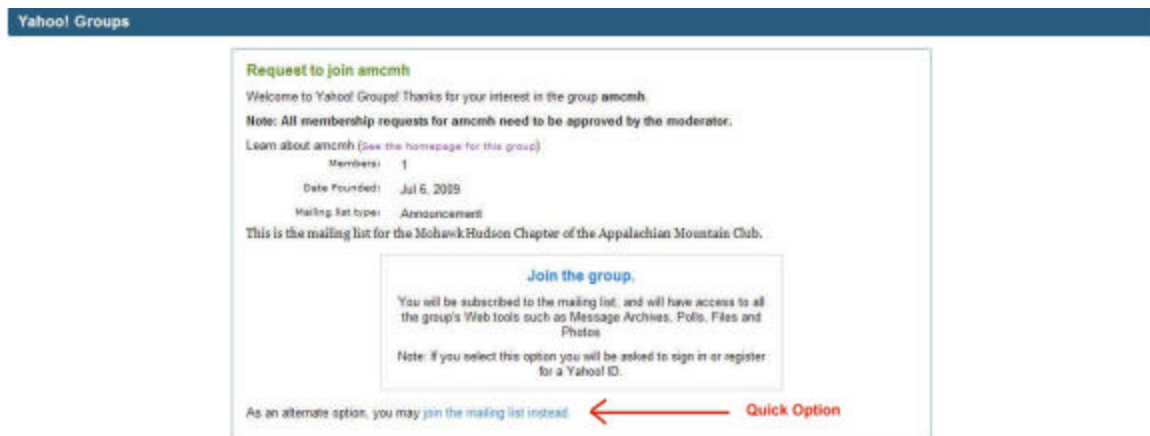 Yahoo! Groups
Request to join amcmh
Welcome to Yahoo! Groups! Thanks for your interest in the group amcmh.
Note: All membership requests for amcmh need to be approved by the moderator.
Learn about amcmh (See the homepage for this group)
Members: 1
Date Founded: Jul 6, 2009
Mailing list type: Announcement
This is the mailing list for the Mohawk Hudson Chapter of the Appalachian Mountain Club.
Join the group.
You will be subscribed to the mailing list, and will have access to all
the group's Web tools such as Message Archives, Polls, Files and
Photos
Note: If you select this option you will be asked to sign in or register
for a Yahoo! ID.
As an alternate option, you may join the mailing list instead. Quick Option